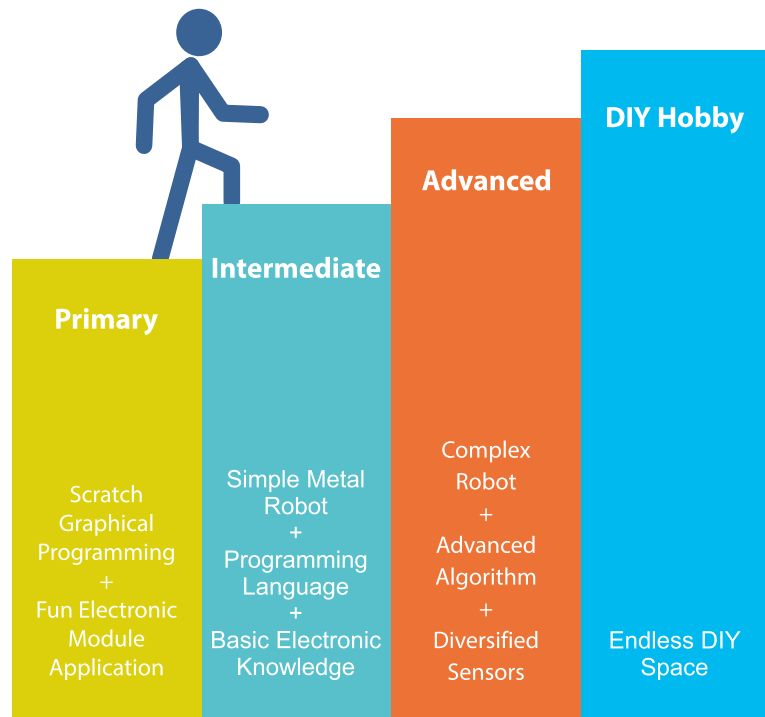 Primary
Scratch
Graphical
Programming
+
Fun Electronic
Module
Application
Intermediate
Simple Metal
Robot
+
Programming
Language
+
Basic Electronic
Knowledge
Advanced
Complex
Robot
+
Advanced
Algorithm
+
Diversified
Sensors
DIY Hobby
Endless DIY
Space